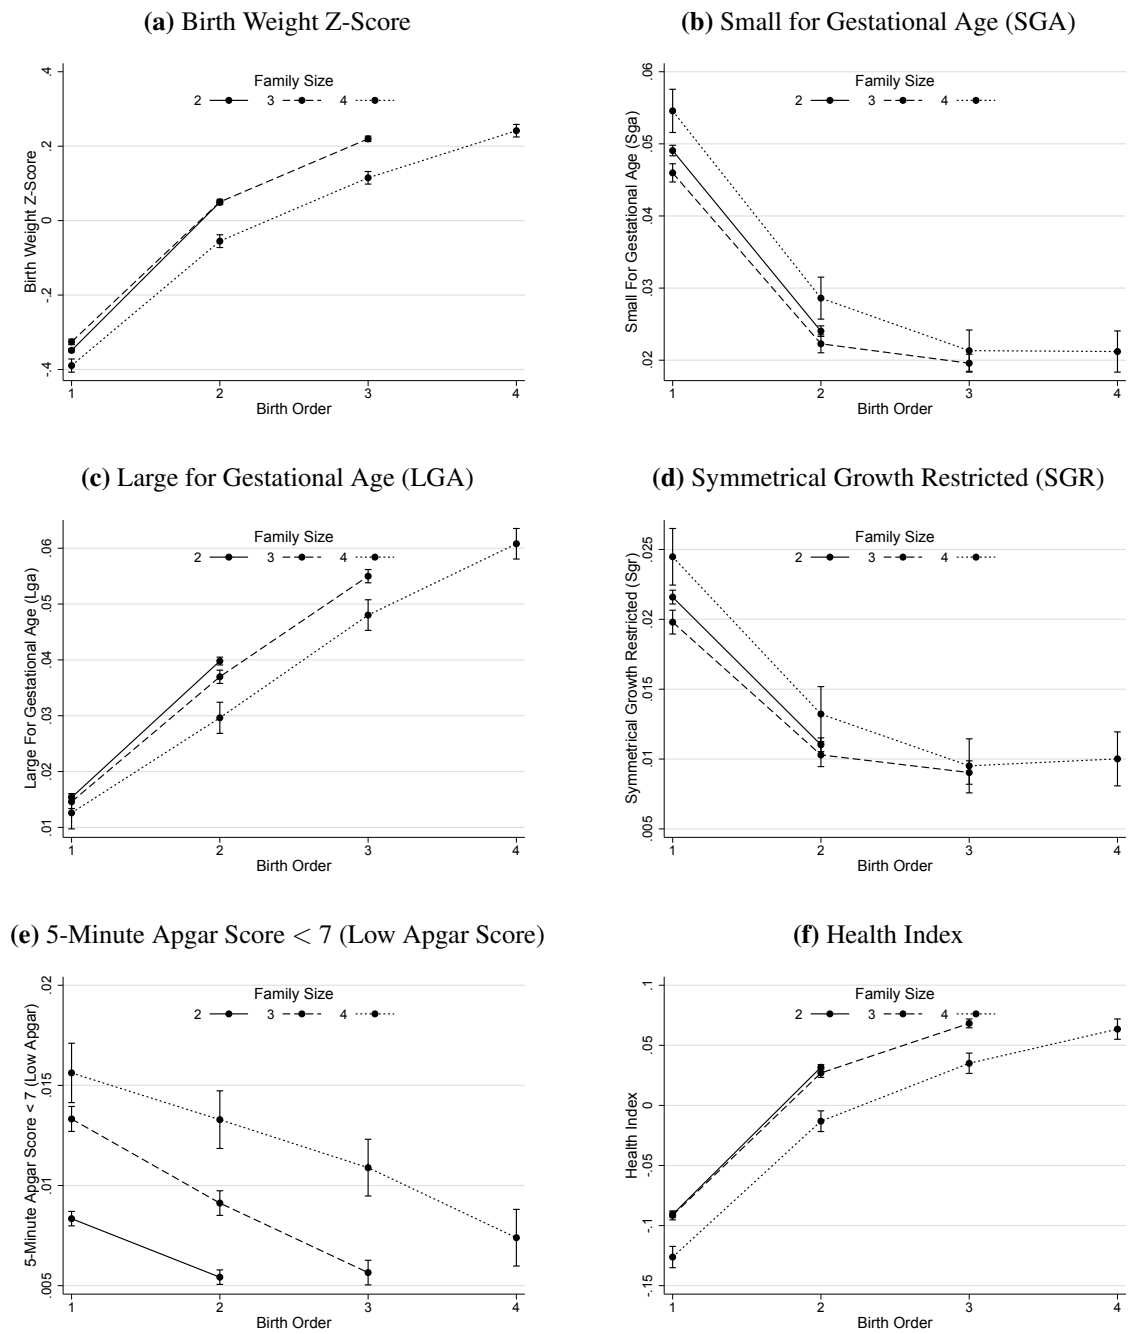 (a) Birth Weight Z-Score
Family Size
2 3 4
Birth Weight Z-Score
.4
.2
0
-.2
-.4
1 2 3 4
Birth Order
(b) Small for Gestational Age (SGA)
Family Size
2 3 4
Small For Gestational Age (Sga)
.06
.05
.04
.03
.02
1 2 3 4
Birth Order
(c) Large for Gestational Age (LGA)
Family Size
2 3 4
Large For Gestational Age (Lga)
.06
.05
.04
.03
.02
.01
1 2 3 4
Birth Order
(d) Symmetrical Growth Restricted (SGR)
Family Size
2 3 4
Symmetrical Growth Restricted (Sgr)
.025
.02
.015
.01
.005
1 2 3 4
Birth Order
(e) 5-Minute Apgar Score < 7 (Low Apgar Score)
Family Size
2 3 4
5-Minute Apgar Score < 7 (Low Apgar)
.02
.015
.01
.005
1 2 3 4
Birth Order
(f) Health Index
Family Size
2 3 4
Health Index
.1
.05
0
-.05
-.1
-.15
1 2 3 4
Birth Order